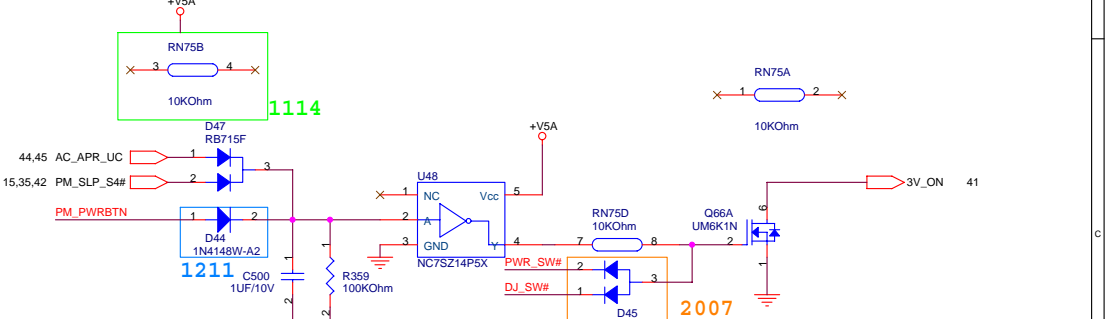 +V5A
RN75B
3 4
10KOhm
1114
RN75A
1 2
10KOhm
D47
RB715F
44,45 AC_APR_UC 1
3
15,35,42 PM_SLP_S4# 2
PM_PWRBTN 1 2
D44
1N4148W-A2
1211
C500
1UF/10V
1
2
1
R359
100KOhm
2
+V5A
U48
1 NC Vcc 5
2 A
3 GND Y 4
NC7SZ14P5X
RN75D
10KOhm
7 8
PWR_SW# 2
3
DJ_SW# 1
D45
2007
Q66A
UM6K1N
6
2
1
3V_ON 41
C